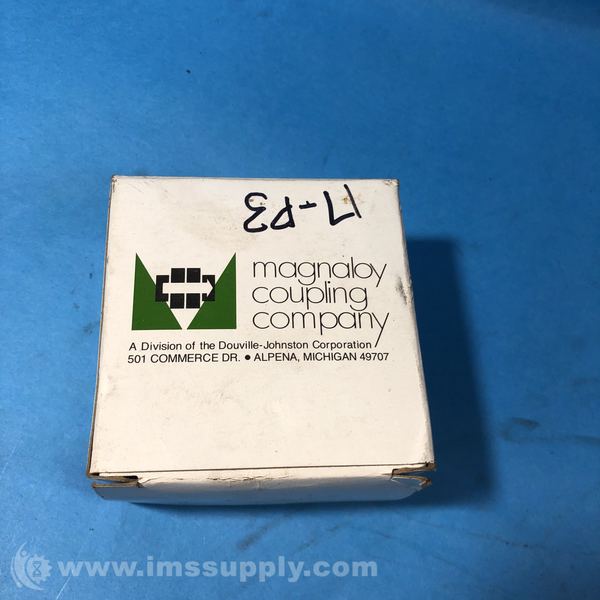 17-P3
magnaloy
coupling
company
A Division of the Douville-Johnston Corporation
501 COMMERCE DR. ● ALPENA, MICHIGAN 49707
www.imssupply.com